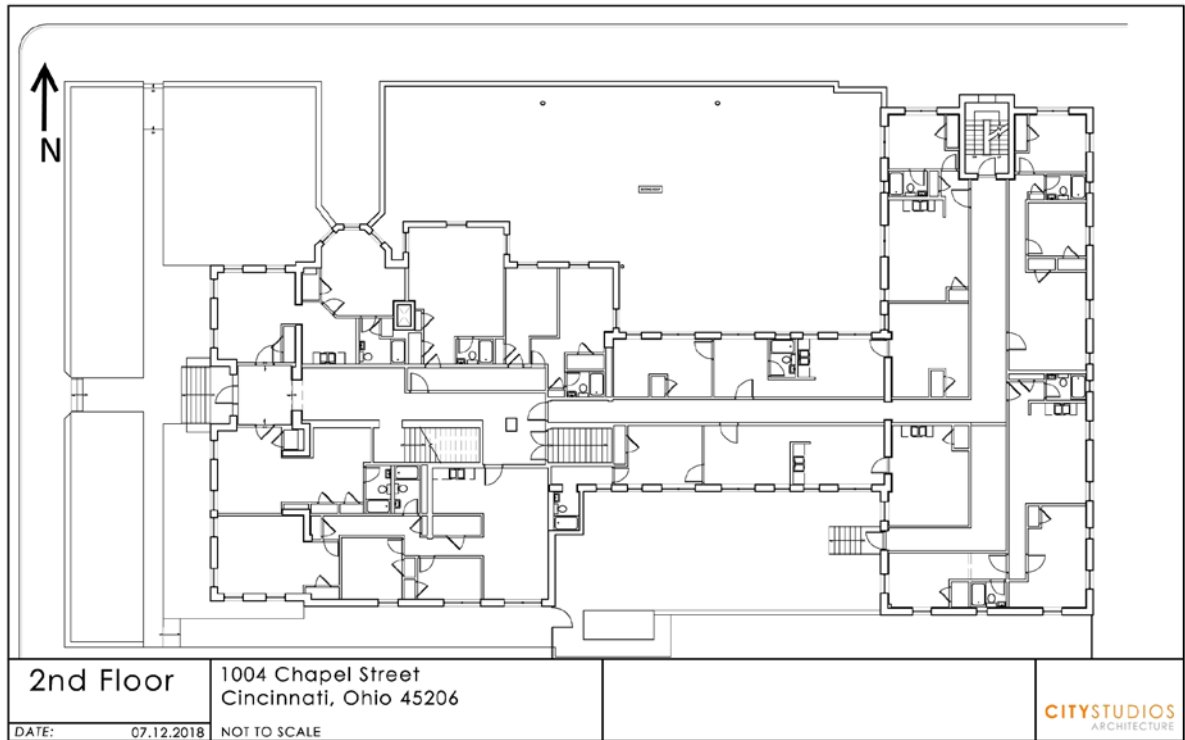 N
2nd Floor
1004 Chapel Street
Cincinnati, Ohio 45206
DATE: 07.12.2018
NOT TO SCALE
CITYSTUDIOS
ARCHITECTURE